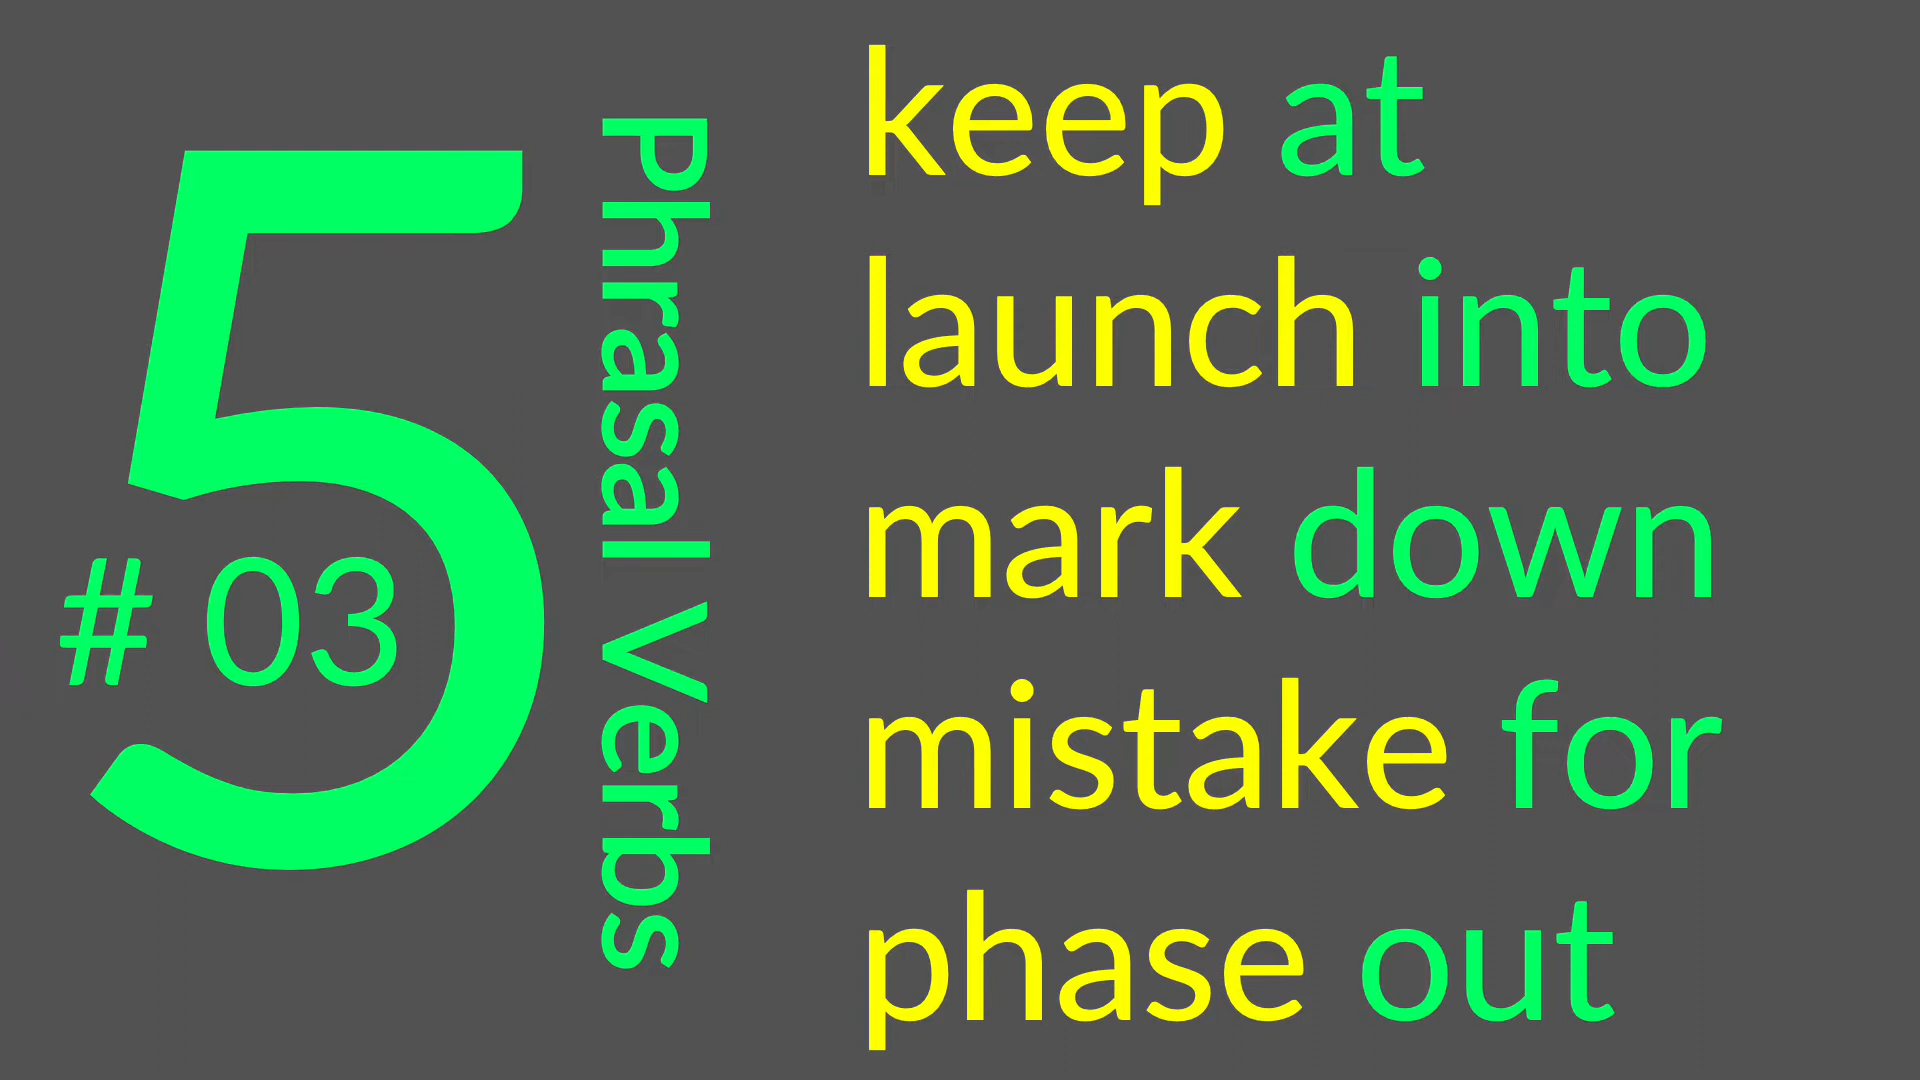 5
# 03
Phrasal Verbs
keep at
launch into
mark down
mistake for
phase out